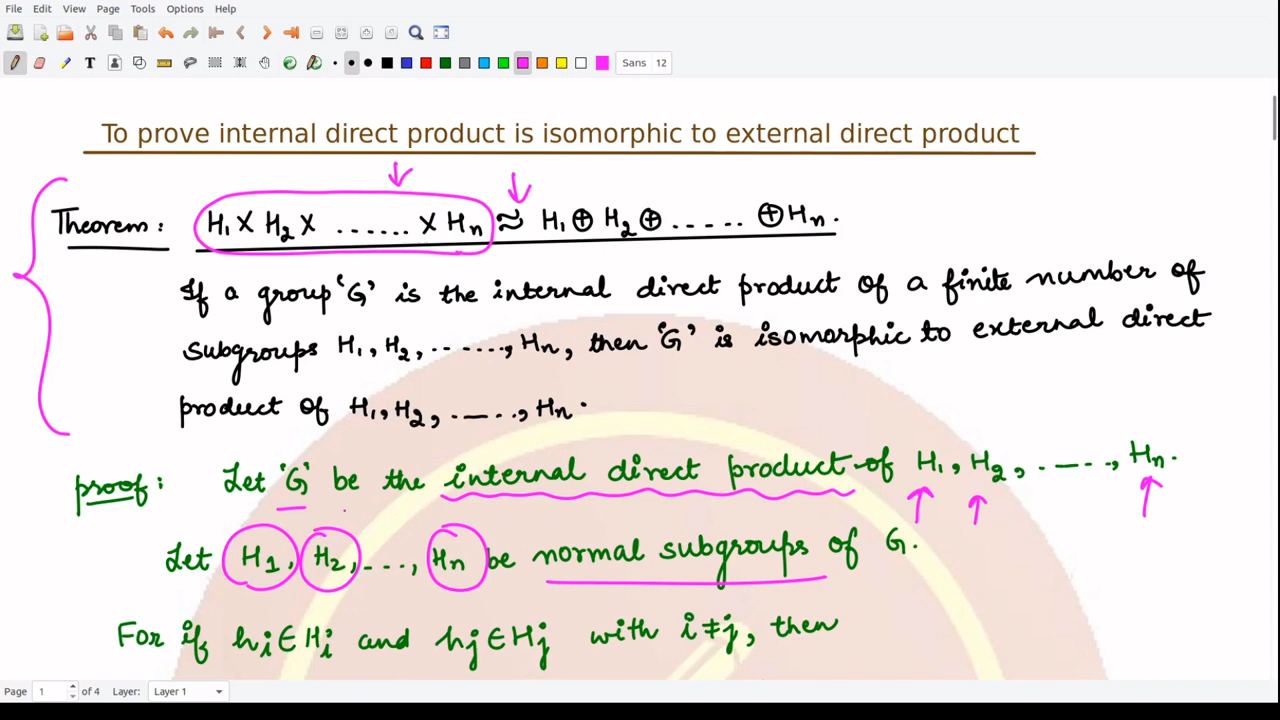 File Edit View Page Tools Options Help
Sans 12
To prove internal direct product is isomorphic to external direct product
Theorem: H₁ × H₂ × ...... × Hₙ ≈ H₁ ⊕ H₂ ⊕ ...... ⊕ Hₙ.
If a group 'G' is the internal direct product of a finite number of
subgroups H₁, H₂, ......., Hₙ, then 'G' is isomorphic to external direct
product of H₁, H₂, ......, Hₙ.
proof: Let 'G' be the internal direct product of H₁, H₂, ......, Hₙ.
Let H₁, H₂, ...., Hₙ be normal subgroups of G.
For if hᵢ ∈ Hᵢ and hⱼ ∈ Hⱼ with i ≠ j, then
Page 1 of 4 Layer: Layer 1